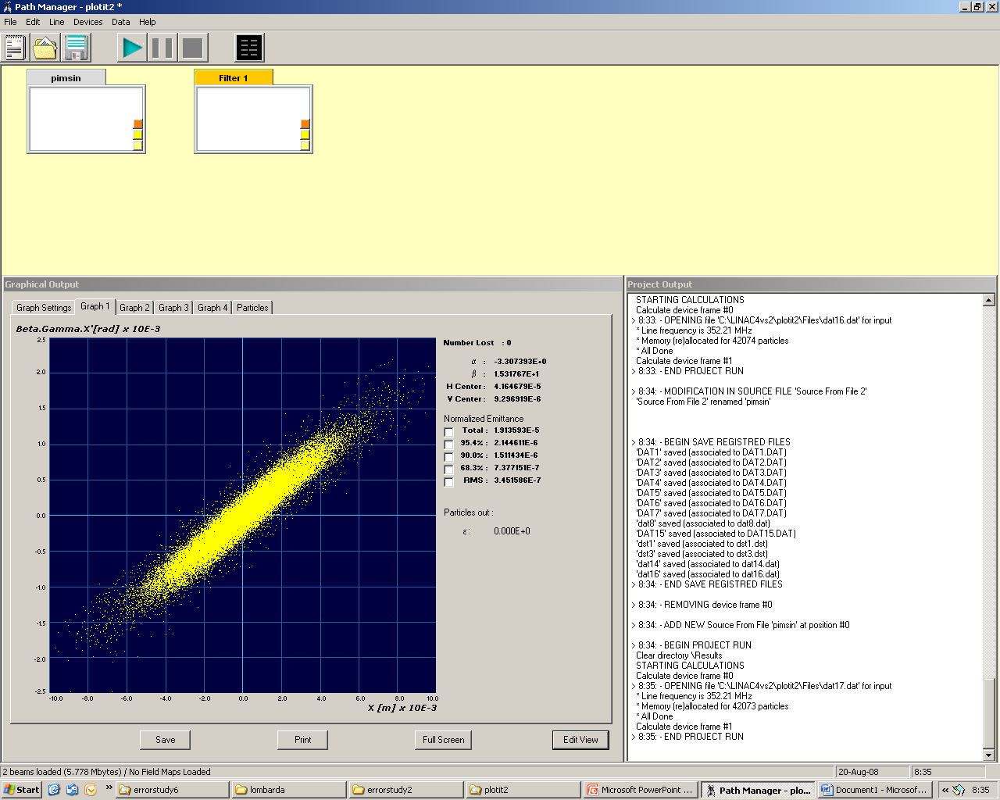 Path Manager - plotit2 *
File Edit Line Devices Data Help
pimsin
Filter 1
Graphical Output
Graph Settings Graph 1 Graph 2 Graph 3 Graph 4 Particles
Beta.Gamma.X'[rad] x 10E-3
2.5
2.0
1.5
1.0
0.5
0.0
-0.5
-1.0
-1.5
-2.0
-2.5
-10.0 -8.0 -6.0 -4.0 -2.0 0.0 2.0 4.0 6.0 8.0 10.0
X [m] x 10E-3
Number Lost : 0
α : -3.307393E+0
β : 1.531767E+1
H Center : 4.164679E-5
V Center : 9.296919E-6
Normalized Emittance
Total : 1.913593E-5
95.4% : 2.144611E-6
90.0% : 1.511434E-6
68.3% : 7.377151E-7
RMS : 3.451586E-7
Particles out :
ε: 0.000E+0
Save Print Full Screen Edit View
Project Output
STARTING CALCULATIONS
Calculate device frame #0
> 8:33: - OPENING file 'C:\LINAC4vs2\plotit2\Files\dat16.dat' for input
* Line frequency is 352.21 MHz
* Memory (re)allocated for 42074 particles
* All Done
Calculate device frame #1
> 8:33: - END PROJECT RUN
> 8:34: - MODIFICATION IN SOURCE FILE 'Source From File 2'
'Source From File 2' renamed 'pimsin'
> 8:34: - BEGIN SAVE REGISTRED FILES
'DAT1' saved (associated to DAT1.DAT)
'DAT2' saved (associated to DAT2.DAT)
'DAT3' saved (associated to DAT3.DAT)
'DAT4' saved (associated to DAT4.DAT)
'DAT5' saved (associated to DAT5.DAT)
'DAT6' saved (associated to DAT6.DAT)
'DAT7' saved (associated to DAT7.DAT)
'dat8' saved (associated to dat8.dat)
'DAT15' saved (associated to DAT15.DAT)
'dst1' saved (associated to dst1.dst)
'dst3' saved (associated to dst3.dst)
'dat14' saved (associated to dat14.dat)
'dat16' saved (associated to dat16.dat)
> 8:34: - END SAVE REGISTRED FILES
> 8:34: - REMOVING device frame #0
> 8:34: - ADD NEW Source From File 'pimsin' at position #0
> 8:34: - BEGIN PROJECT RUN
Clear directory \Results
STARTING CALCULATIONS
Calculate device frame #0
> 8:35: - OPENING file 'C:\LINAC4vs2\plotit2\Files\dat17.dat' for input
* Line frequency is 352.21 MHz
* Memory (re)allocated for 42073 particles
* All Done
Calculate device frame #1
> 8:35: - END PROJECT RUN
2 beams loaded (5.778 Mbytes) / No Field Maps Loaded 20-Aug-08 8:35
Start » errorstudy6 lombarda errorstudy2 plotit2 Microsoft PowerPoint ... Path Manager - plo... Document1 - Microsof... « 8:35